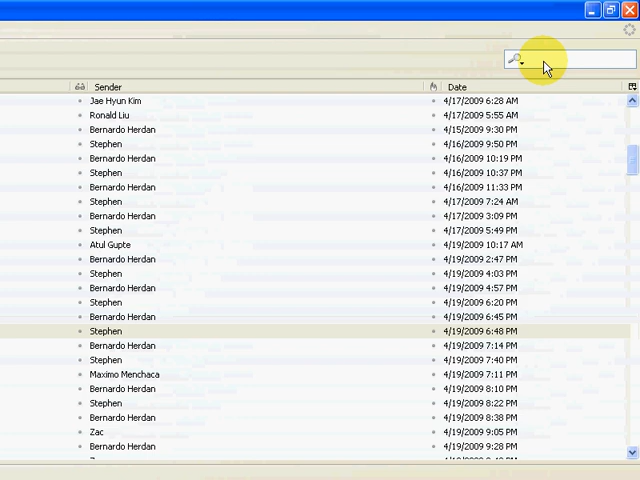 Sender Date
Jae Hyun Kim 4/17/2009 6:28 AM
Ronald Liu 4/17/2009 5:55 AM
Bernardo Herdan 4/15/2009 9:30 PM
Stephen 4/16/2009 9:50 PM
Bernardo Herdan 4/16/2009 10:19 PM
Stephen 4/16/2009 10:37 PM
Bernardo Herdan 4/16/2009 11:33 PM
Stephen 4/17/2009 7:24 AM
Bernardo Herdan 4/17/2009 3:09 PM
Stephen 4/17/2009 5:49 PM
Atul Gupte 4/19/2009 10:17 AM
Bernardo Herdan 4/19/2009 2:47 PM
Stephen 4/19/2009 4:03 PM
Bernardo Herdan 4/19/2009 4:57 PM
Stephen 4/19/2009 6:20 PM
Bernardo Herdan 4/19/2009 6:45 PM
Stephen 4/19/2009 6:48 PM
Bernardo Herdan 4/19/2009 7:14 PM
Stephen 4/19/2009 7:40 PM
Maximo Menchaca 4/19/2009 7:11 PM
Bernardo Herdan 4/19/2009 8:10 PM
Stephen 4/19/2009 8:22 PM
Bernardo Herdan 4/19/2009 8:38 PM
Zac 4/19/2009 9:05 PM
Bernardo Herdan 4/19/2009 9:28 PM